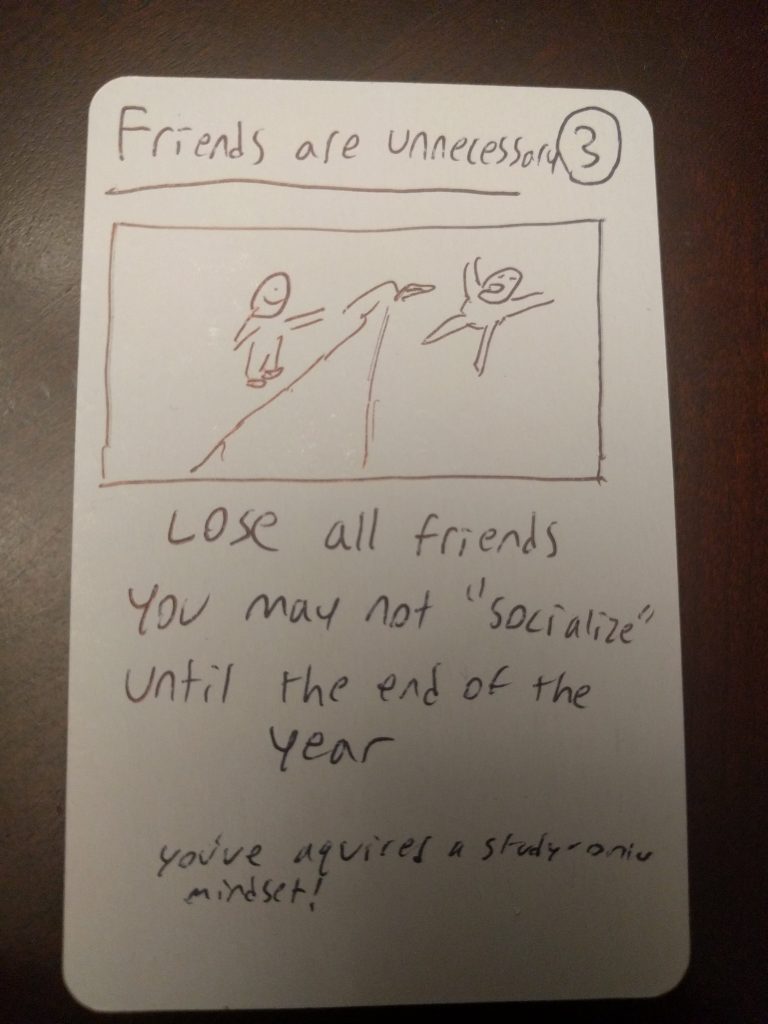 Friends are unnecessary 3
Lose all friends
You may not "socialize"
until the end of the
year
you've aquires a study-only
mindset!